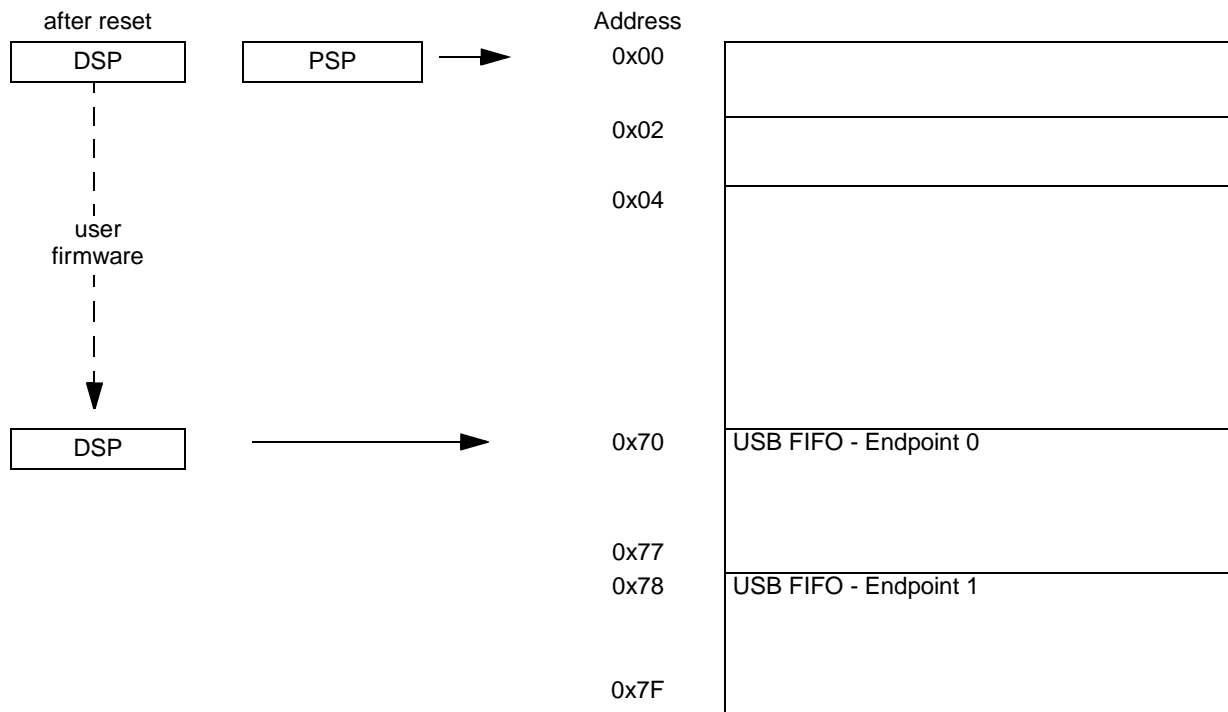 after reset
Address
DSP
PSP
0x00
0x02
0x04
user
firmware
DSP
0x70
USB FIFO - Endpoint 0
0x77
0x78
USB FIFO - Endpoint 1
0x7F